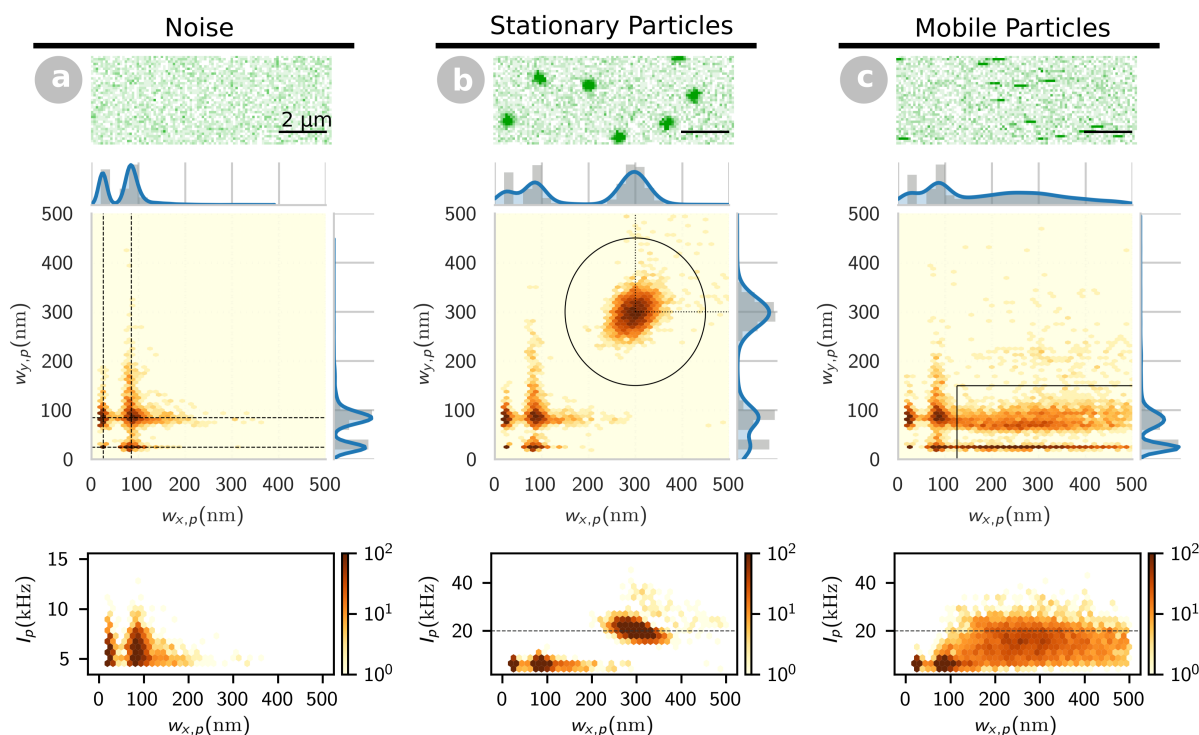 Noise Stationary Particles Mobile Particles
a b c
2 μm
500 500 500
400 400 400
300 300 300
200 200 200
100 100 100
0 0 0
w_{y,p}(nm) w_{y,p}(nm) w_{y,p}(nm)
0 100 200 300 400 500 0 100 200 300 400 500 0 100 200 300 400 500
w_{x,p}(nm) w_{x,p}(nm) w_{x,p}(nm)
15 10^2 40 10^2 40 10^2
10 10^1 20 10^1 20 10^1
5 10^0 10^0 10^0
I_p(kHz) I_p(kHz) I_p(kHz)
0 100 200 300 400 500 0 100 200 300 400 500 0 100 200 300 400 500
w_{x,p}(nm) w_{x,p}(nm) w_{x,p}(nm)